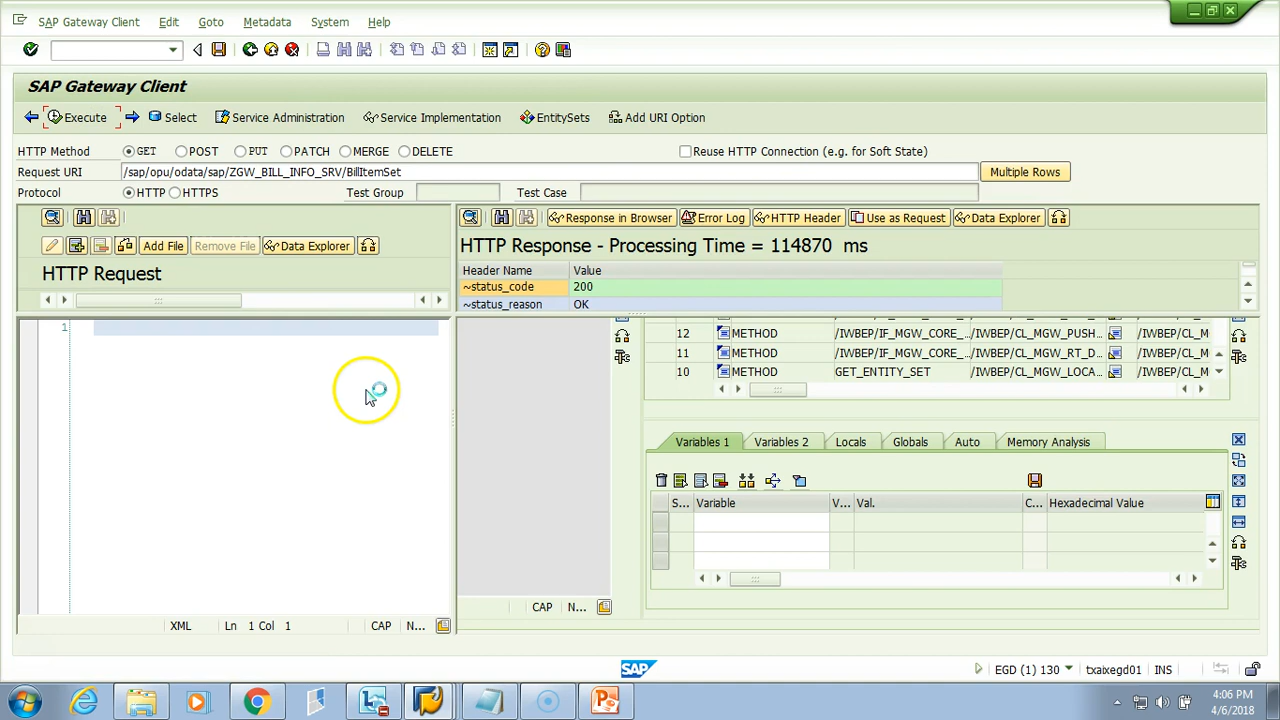 SAP Gateway Client Edit Goto Metadata System Help
SAP Gateway Client
Execute Select Service Administration Service Implementation EntitySets Add URI Option
HTTP Method GET POST PUT PATCH MERGE DELETE Reuse HTTP Connection (e.g. for Soft State)
Request URI /sap/opu/odata/sap/ZGW_BILL_INFO_SRV/BillItemSet Multiple Rows
Protocol HTTP HTTPS Test Group Test Case
Response in Browser Error Log HTTP Header Use as Request Data Explorer
Add File Remove File Data Explorer
HTTP Response - Processing Time = 114870 ms
HTTP Request
Header Name Value
~status_code 200
~status_reason OK
1
12 METHOD /IWBEP/IF_MGW_CORE_... /IWBEP/CL_MGW_PUSH... /IWBEP/CL_M
11 METHOD /IWBEP/IF_MGW_CORE_... /IWBEP/CL_MGW_RT_D... /IWBEP/CL_M
10 METHOD GET_ENTITY_SET /IWBEP/CL_MGW_LOCA... /IWBEP/CL_M
Variables 1 Variables 2 Locals Globals Auto Memory Analysis
S... Variable V... Val. C... Hexadecimal Value
CAP N...
XML Ln 1 Col 1 CAP N...
SAP EGD (1) 130 txaixegd01 INS
4:06 PM
4/6/2018